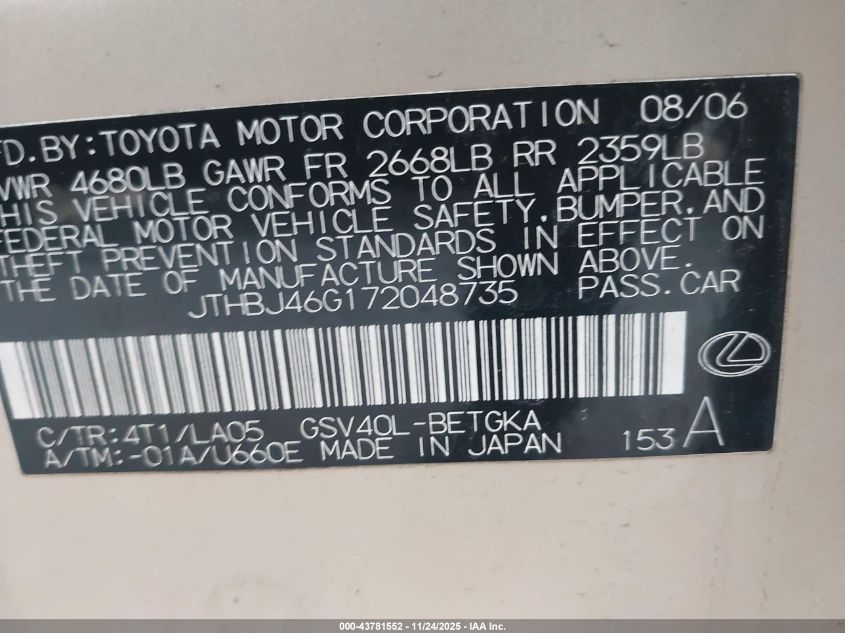 FD.BY:TOYOTA MOTOR CORPORATION 08/06
VWR 4680LB GAWR FR 2668LB RR 2359LB
THIS VEHICLE CONFORMS TO ALL APPLICABLE
FEDERAL MOTOR VEHICLE SAFETY,BUMPER,AND
THEFT PREVENTION STANDARDS IN EFFECT ON
THE DATE OF MANUFACTURE SHOWN ABOVE.
JTHBJ46G172048735 PASS.CAR
C/TR:4T1/LA05 GSV40L-BETGKA
A/TM:-01A/U660E MADE IN JAPAN 153 A
000-43781552 - 11/24/2025 - IAA Inc.